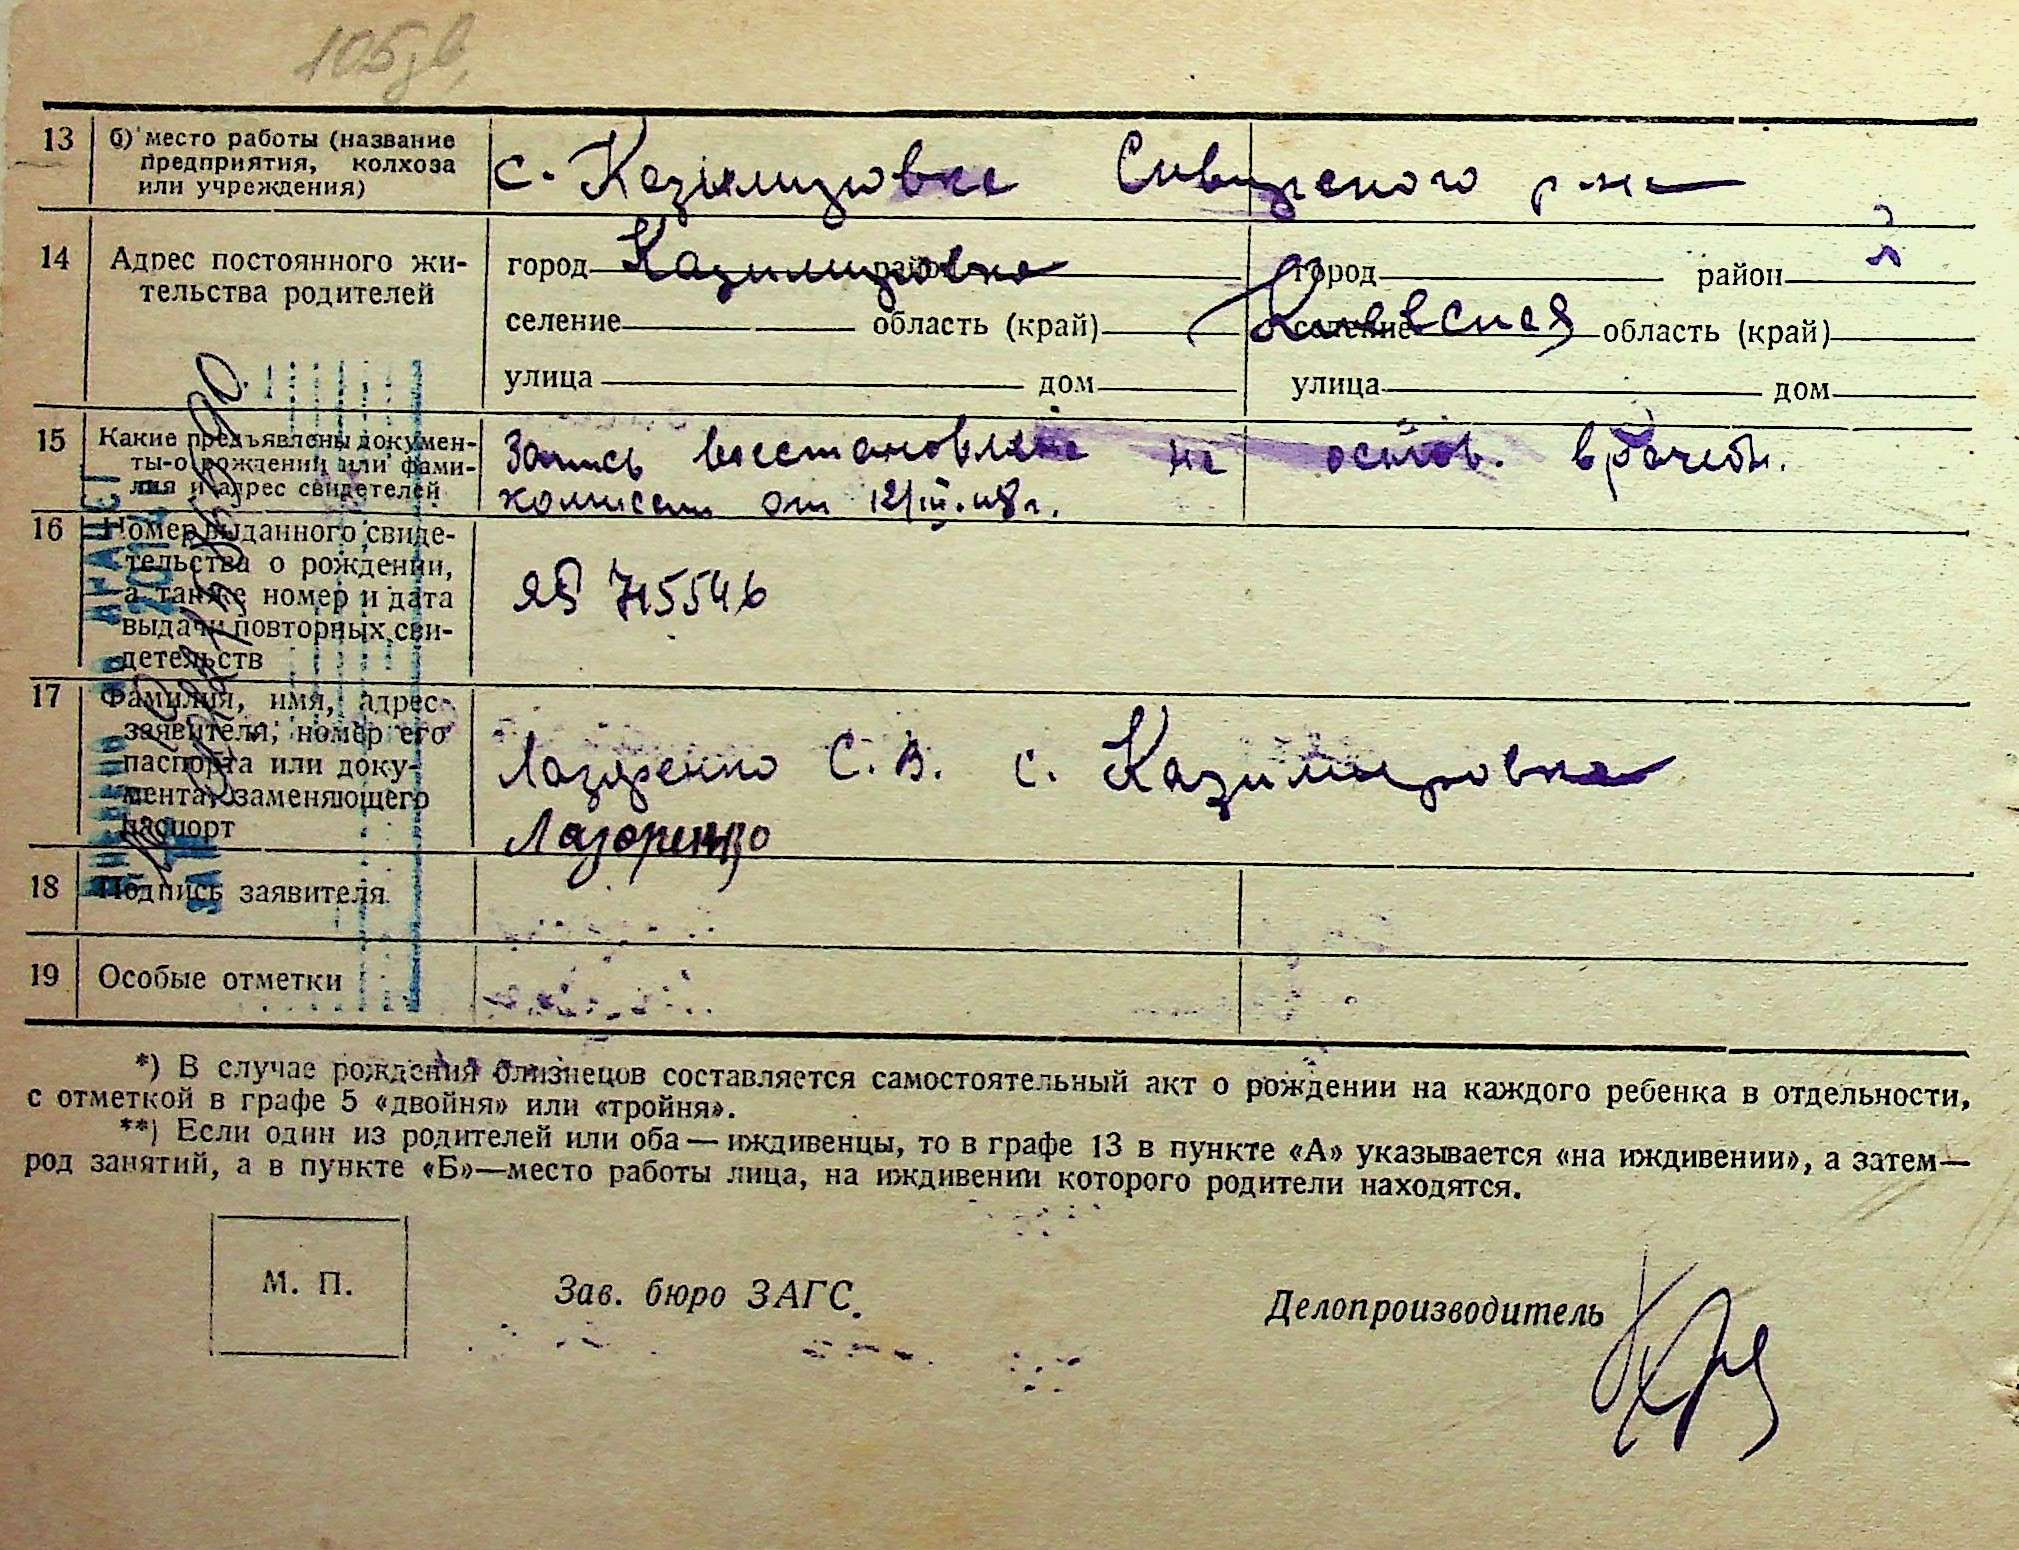 105
13 б) место работы (название предприятия, колхоза или учреждения) с. Казимировка Сквирского р-на
14 Адрес постоянного жительства родителей
город Казимировка район город район
селение область (край) Киевская селение область (край)
улица дом улица дом
15 Какие предъявлены документы о рождении или фамилия и адрес свидетелей Запись восстановлена на основ. врачебн.
комиссии от 12/III-48 г.
16 Номер выданного свидетельства о рождении, а также номер и дата выдачи повторных свидетельств ЯБ 715546
17 Фамилия, имя, адрес заявителя, номер его паспорта или документа, заменяющего паспорт Лазаренко С. В. с. Казимировка
Лазаренко
18 Подпись заявителя
19 Особые отметки
*) В случае рождения близнецов составляется самостоятельный акт о рождении на каждого ребенка в отдельности,
с отметкой в графе 5 «двойня» или «тройня».
**) Если один из родителей или оба — иждивенцы, то в графе 13 в пункте «А» указывается «на иждивении», а затем—
род занятий, а в пункте «Б»—место работы лица, на иждивении которого родители находятся.
М. П. Зав. бюро ЗАГС. Делопроизводитель